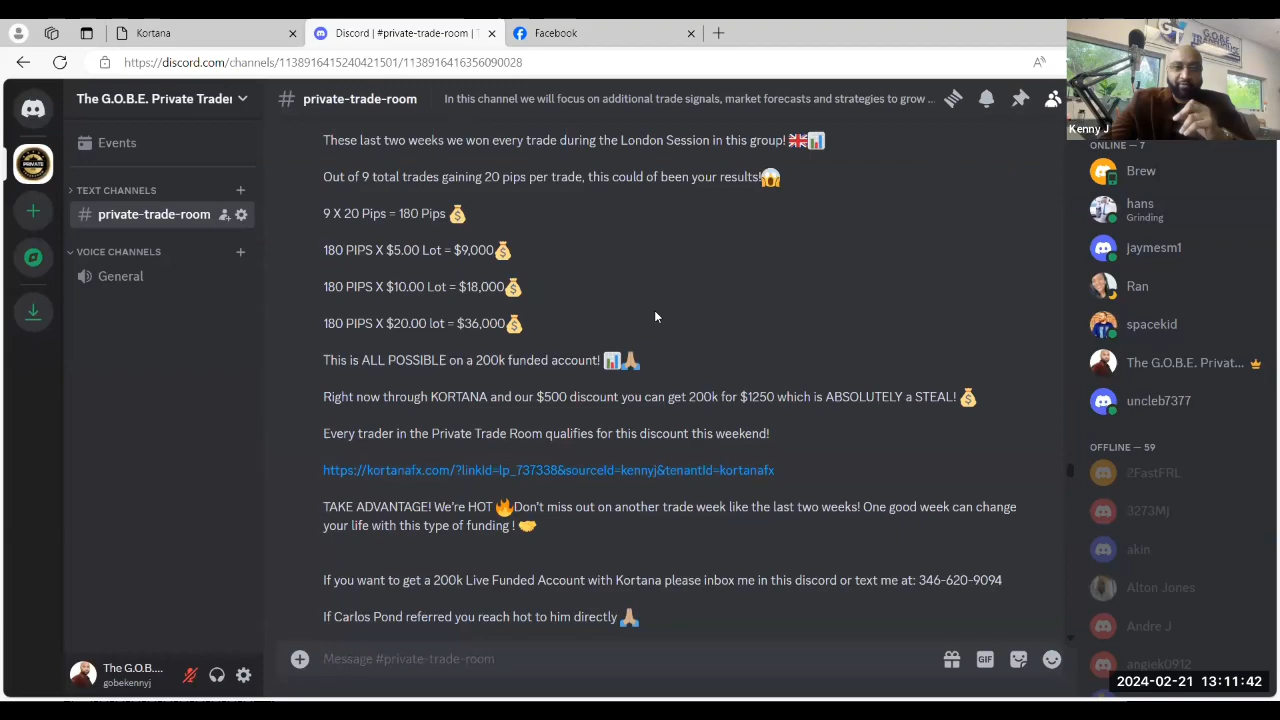 Kortana
Discord | #private-trade-room | T
Facebook
https://discord.com/channels/1138916415240421501/1139916416356090028
Kenny J
The G.O.B.E. Private Trader
private-trade-room
In this channel we will focus on additional trade signals, market forecasts and strategies to grow ...
Events
TEXT CHANNELS
private-trade-room
VOICE CHANNELS
General
These last two weeks we won every trade during the London Session in this group! 🇬🇧📊
Out of 9 total trades gaining 20 pips per trade, this could of been your results!😱
9 X 20 Pips = 180 Pips 💰
180 PIPS X $5.00 Lot = $9,000💰
180 PIPS X $10.00 Lot = $18,000💰
180 PIPS X $20.00 lot = $36,000💰
This is ALL POSSIBLE on a 200k funded account! 📊🙏🏼
Right now through KORTANA and our $500 discount you can get 200k for $1250 which is ABSOLUTELY a STEAL! 💰
Every trader in the Private Trade Room qualifies for this discount this weekend!
https://kortanafx.com/?linkId=lp_737338&sourceId=kennyj&tenantId=kortanafx
TAKE ADVANTAGE! We're HOT 🔥Don't miss out on another trade week like the last two weeks! One good week can change
your life with this type of funding ! 🤝
If you want to get a 200k Live Funded Account with Kortana please inbox me in this discord or text me at: 346-620-9094
If Carlos Pond referred you reach hot to him directly 🙏🏼
Message #private-trade-room
GIF
The G.O.B....
gobekennyj
ONLINE — 7
Brew
hans
Grinding
jaymesm1
Ran
spacekid
The G.O.B.E. Privat...
uncleb7377
OFFLINE — 59
2FastFRL
3273Mj
akin
Alton Jones
Andre J
angiek0912
2024-02-21 13:11:42